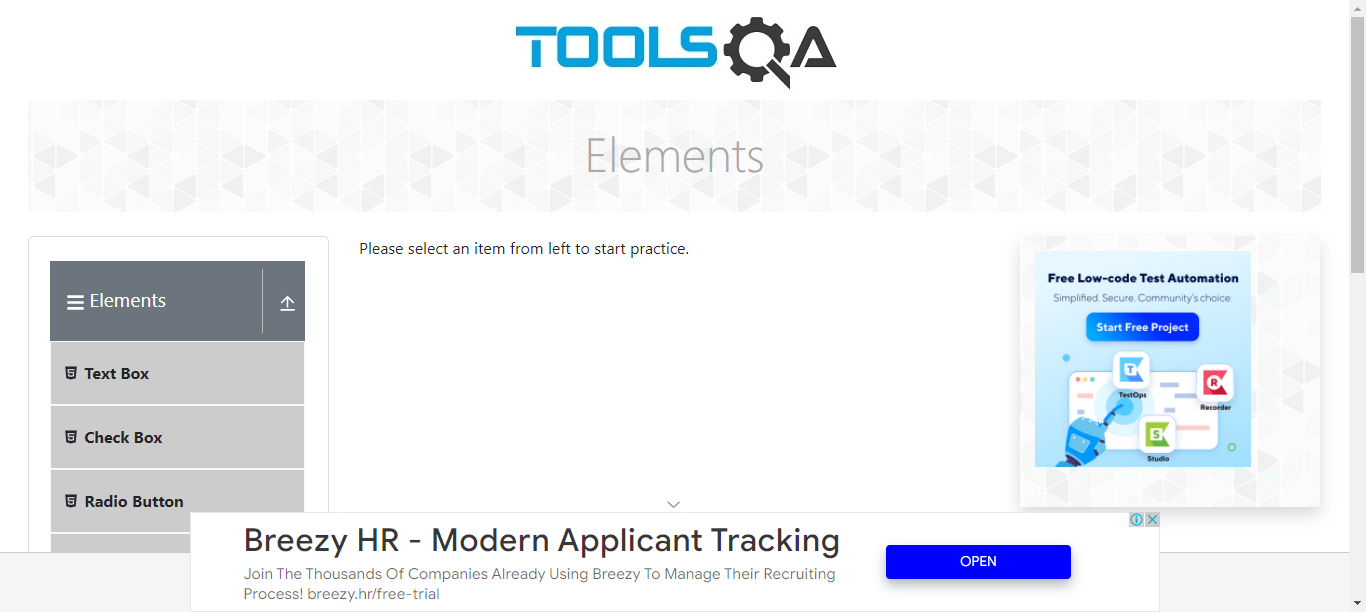 TOOLSQA
Elements
Elements
Text Box
Check Box
Radio Button
Please select an item from left to start practice.
Free Low-code Test Automation
Simplified. Secure. Community's choice.
Start Free Project
T
TestOps
R
Recorder
S
Studio
Breezy HR - Modern Applicant Tracking
Join The Thousands Of Companies Already Using Breezy To Manage Their Recruiting
Process! breezy.hr/free-trial
OPEN